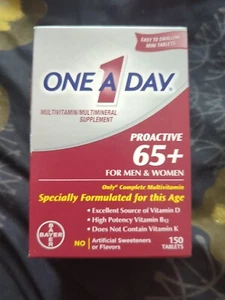 EASY TO SWALLOW
MINI TABLETS
ONE A DAY®
1
MULTIVITAMIN/MULTIMINERAL
SUPPLEMENT
PROACTIVE
65+
FOR MEN & WOMEN
Only* Complete Multivitamin
Specially Formulated for this Age
• Excellent Source of Vitamin D
• High Potency Vitamin B12
• Does Not Contain Vitamin K
BAYER
BAYER
NO Artificial Sweeteners
or Flavors
150
TABLETS